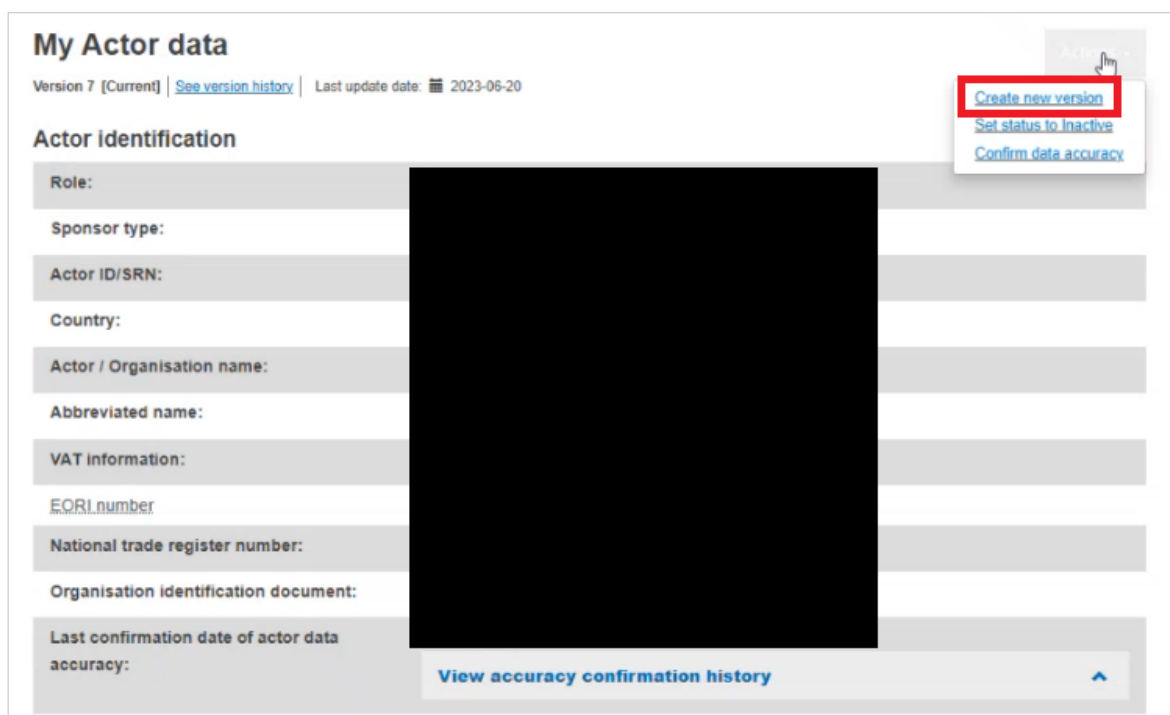 My Actor data
Actions
Version 7 [Current] See version history Last update date: 2023-06-20
Create new version
Set status to Inactive
Confirm data accuracy
Actor identification
Role:
Sponsor type:
Actor ID/SRN:
Country:
Actor / Organisation name:
Abbreviated name:
VAT information:
EORI number
National trade register number:
Organisation identification document:
Last confirmation date of actor data
accuracy:
View accuracy confirmation history